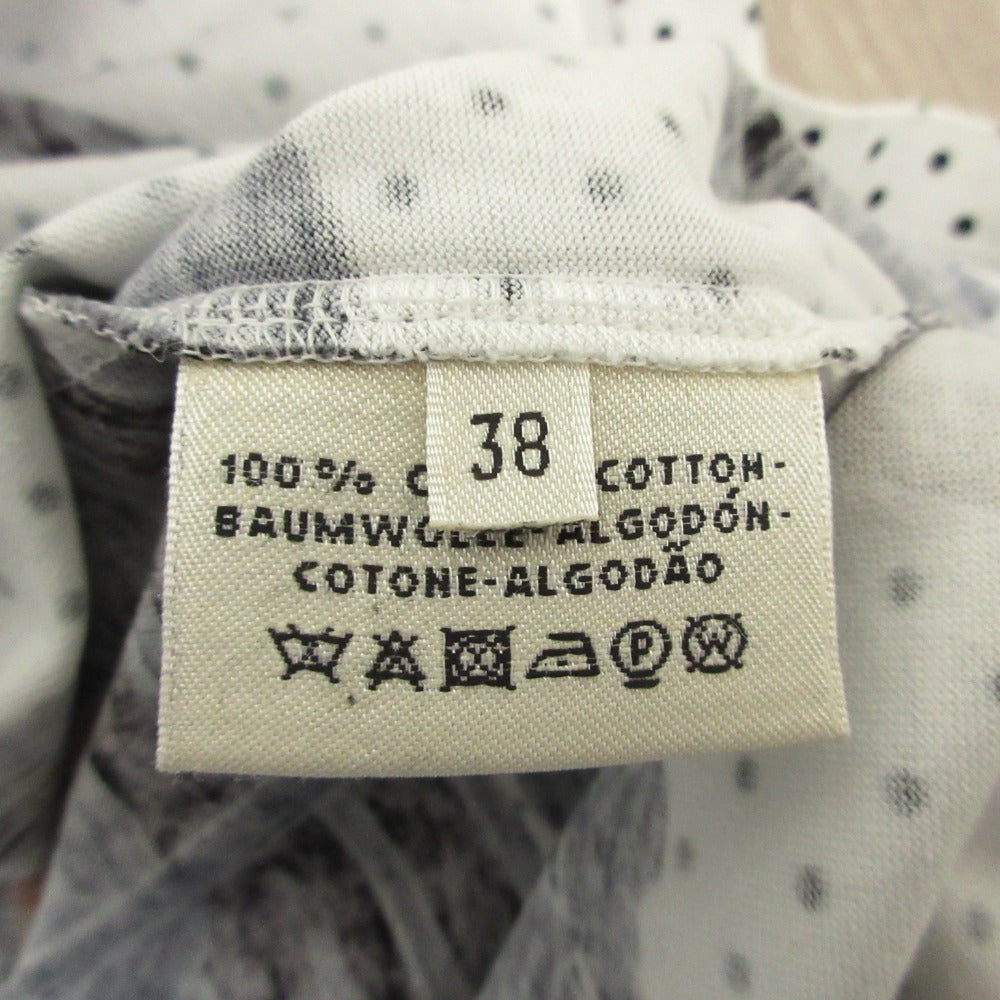 38
100% COTTON-
BAUMWOLLE-ALGODÓN-
COTONE-ALGODÃO
P W